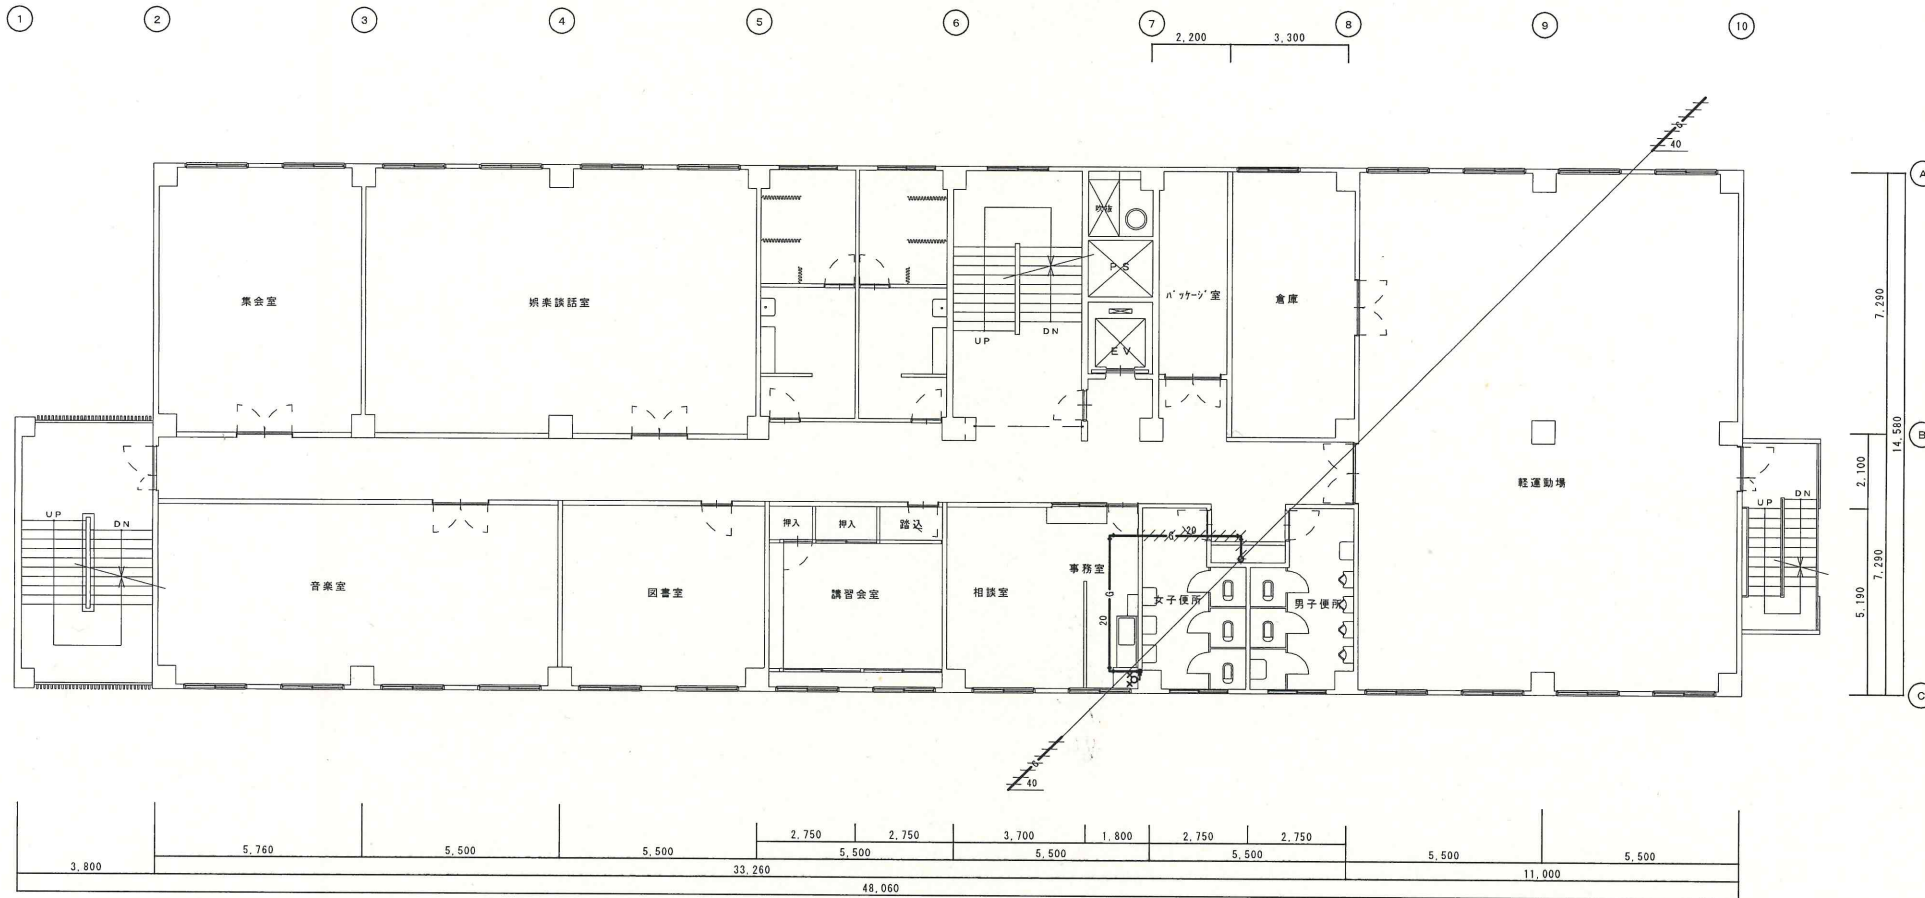 1 2 3 4 5 6 7 8 9 10
2,200 3,300
A
G
40
吹抜
PS
パッケージ室
倉庫
集会室
娯楽談話室
EV
UP
DN
7,290
14,580
B
2,100
軽運動場
UP
DN
UP
DN
押入
押入
踏込
G
20
音楽室
図書室
講習会室
相談室
事務室
G
20
女子便所
男子便所
5,190
7,290
C
G
40
2,750 2,750 3,700 1,800 2,750 2,750
5,760 5,500 5,500 5,500 5,500 5,500 5,500 5,500
3,800 33,260 11,000
48,060